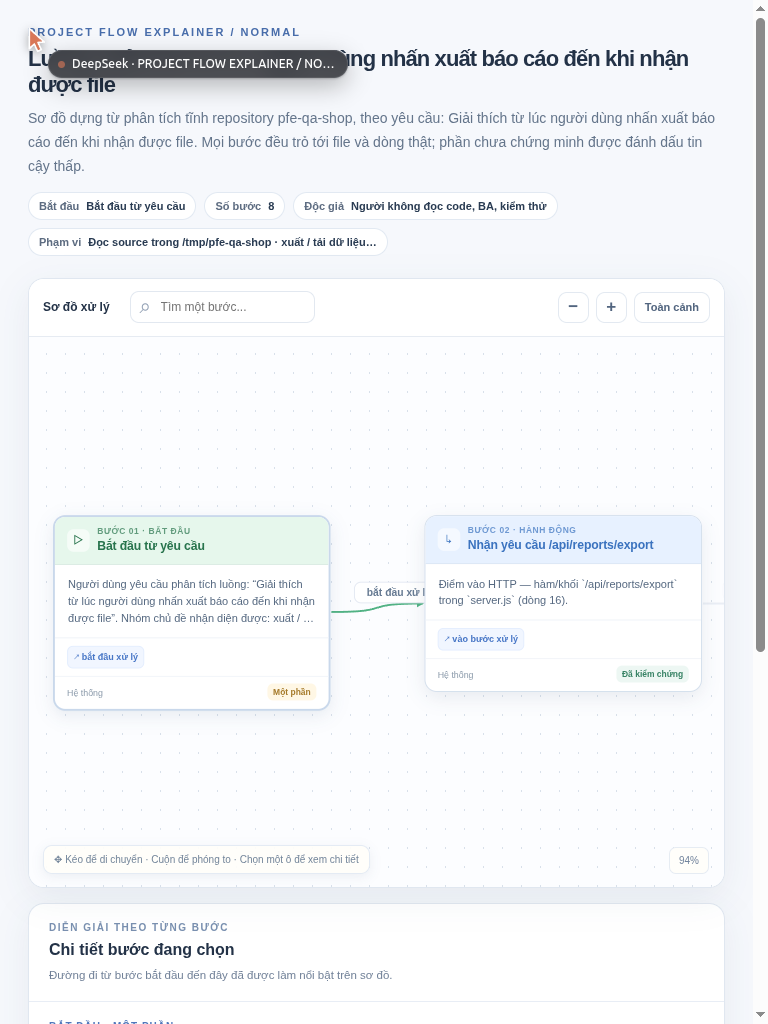 PROJECT FLOW EXPLAINER / NORMAL
DeepSeek · PROJECT FLOW EXPLAINER / NO…
nhấn xuất báo cáo đến khi nhận
được file
Sơ đồ dựng từ phân tích tĩnh repository pfe-qa-shop, theo yêu cầu: Giải thích từ lúc người dùng nhấn xuất báo
cáo đến khi nhận được file. Mọi bước đều trỏ tới file và dòng thật; phần chưa chứng minh được đánh dấu tin
cậy thấp.
Bắt đầu Bắt đầu từ yêu cầu
Số bước 8
Độc giả Người không đọc code, BA, kiểm thử
Phạm vi Đọc source trong /tmp/pfe-qa-shop · xuất / tải dữ liệu…
Sơ đồ xử lý
Tìm một bước...
− + Toàn cảnh
BƯỚC 01 · BẮT ĐẦU
Bắt đầu từ yêu cầu
Người dùng yêu cầu phân tích luồng: “Giải thích
từ lúc người dùng nhấn xuất báo cáo đến khi nhận
được file”. Nhóm chủ đề nhận diện được: xuất / …
↗ bắt đầu xử lý
Hệ thống
Một phần
bắt đầu xử
BƯỚC 02 · HÀNH ĐỘNG
Nhận yêu cầu /api/reports/export
Điểm vào HTTP — hàm/khối `/api/reports/export`
trong `server.js` (dòng 16).
↗ vào bước xử lý
Hệ thống
Đã kiểm chứng
✥ Kéo để di chuyển · Cuộn để phóng to · Chọn một ô để xem chi tiết
94%
DIỄN GIẢI THEO TỪNG BƯỚC
Chi tiết bước đang chọn
Đường đi từ bước bắt đầu đến đây đã được làm nổi bật trên sơ đồ.